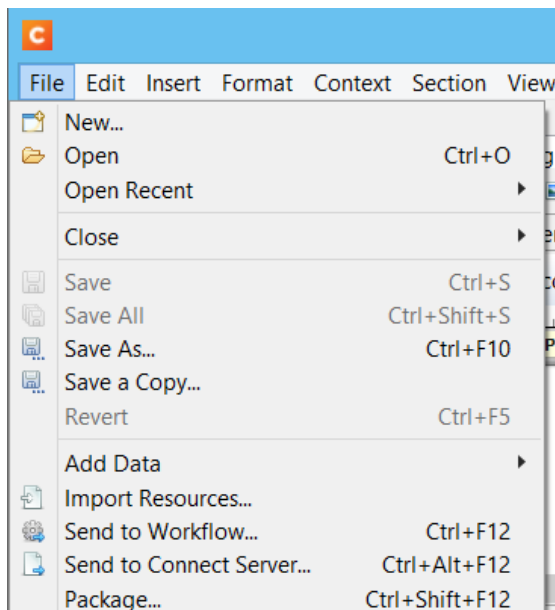 C
File Edit Insert Format Context Section View
New...
Open Ctrl+O
Open Recent
Close
Save Ctrl+S
Save All Ctrl+Shift+S
Save As... Ctrl+F10
Save a Copy...
Revert Ctrl+F5
Add Data
Import Resources...
Send to Workflow... Ctrl+F12
Send to Connect Server... Ctrl+Alt+F12
Package... Ctrl+Shift+F12